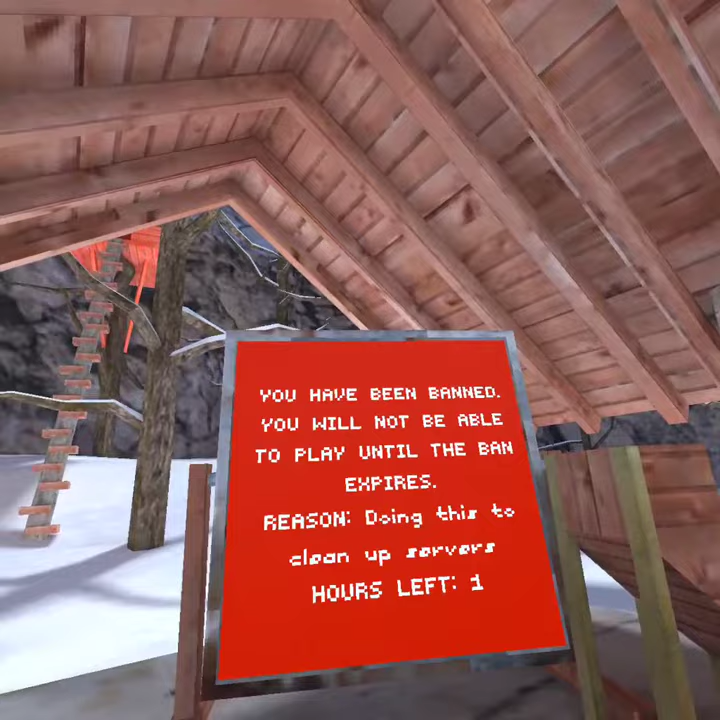 YOU HAVE BEEN BANNED.
YOU WILL NOT BE ABLE
TO PLAY UNTIL THE BAN
EXPIRES.
REASON: Doing this to
clean up servers
HOURS LEFT: 1